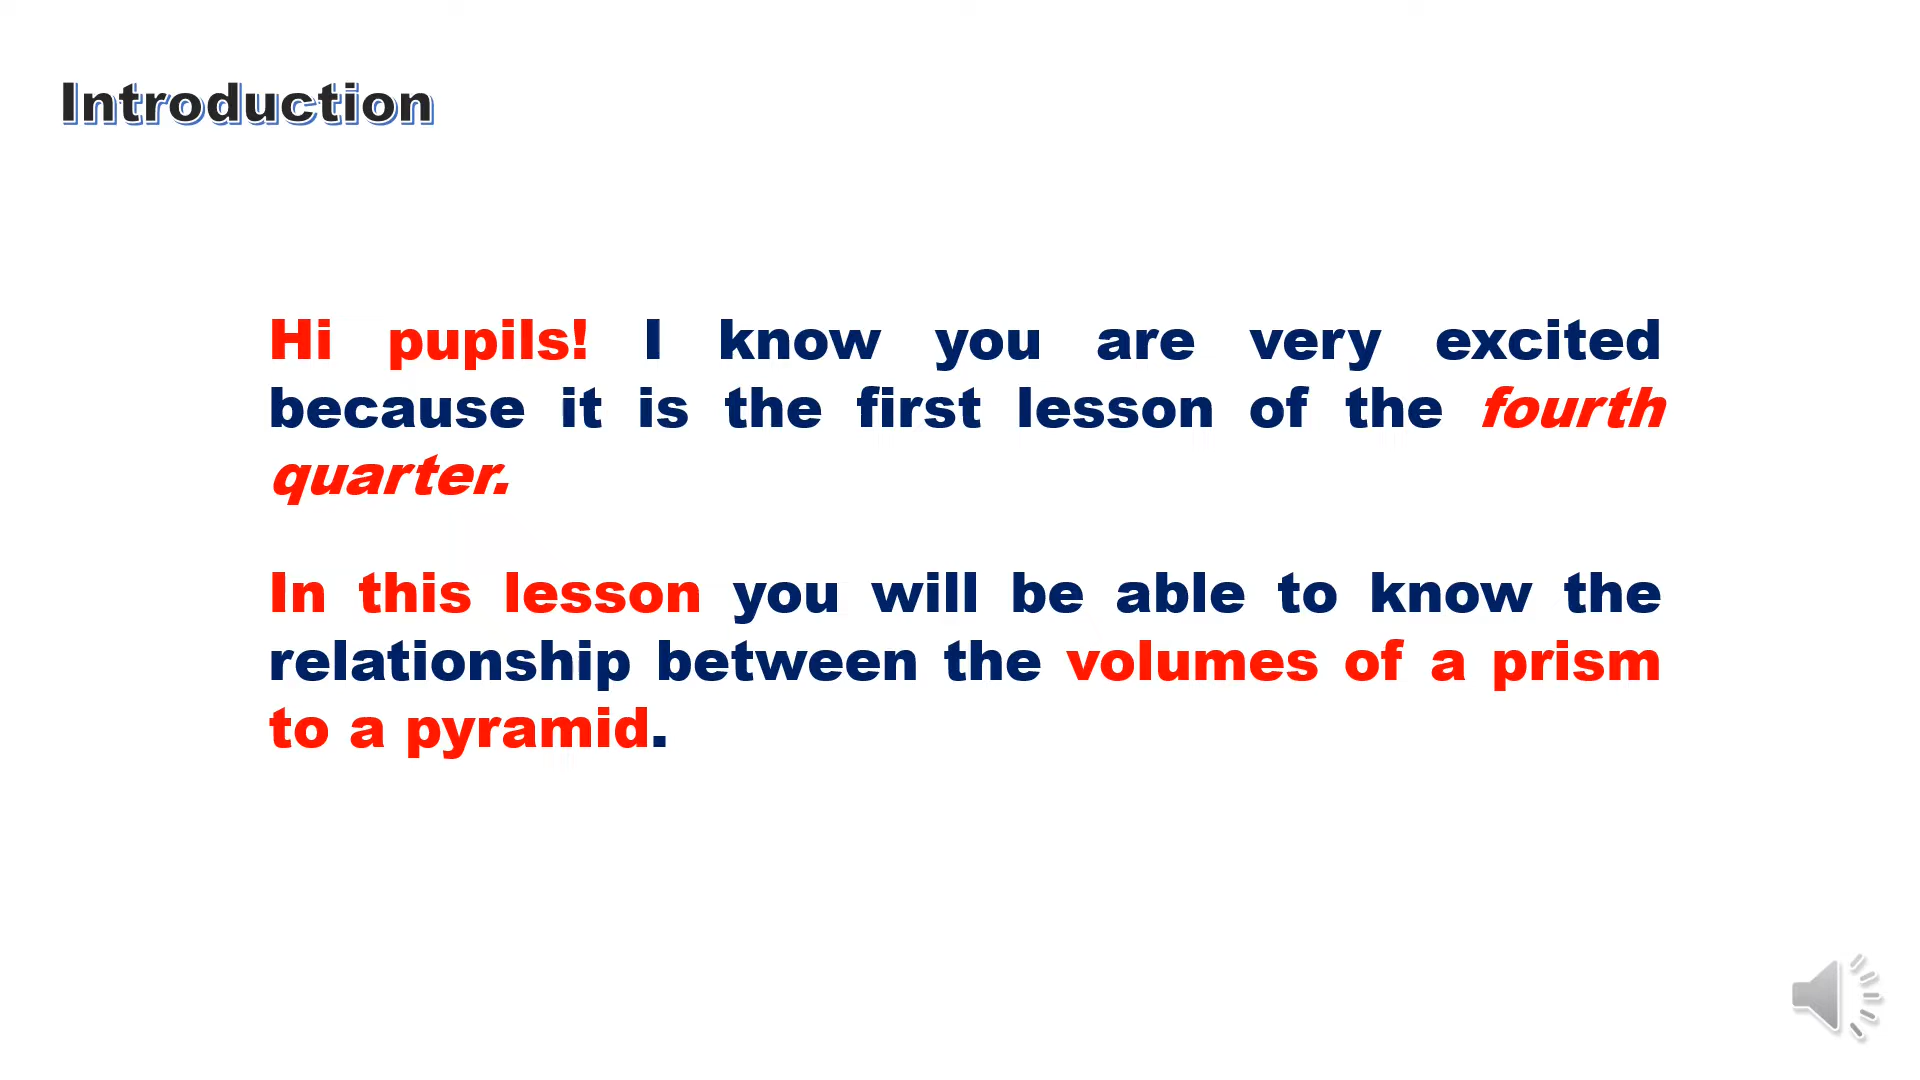 Introduction
Hi pupils! I know you are very excited
because it is the first lesson of the fourth
quarter.
In this lesson you will be able to know the
relationship between the volumes of a prism
to a pyramid.